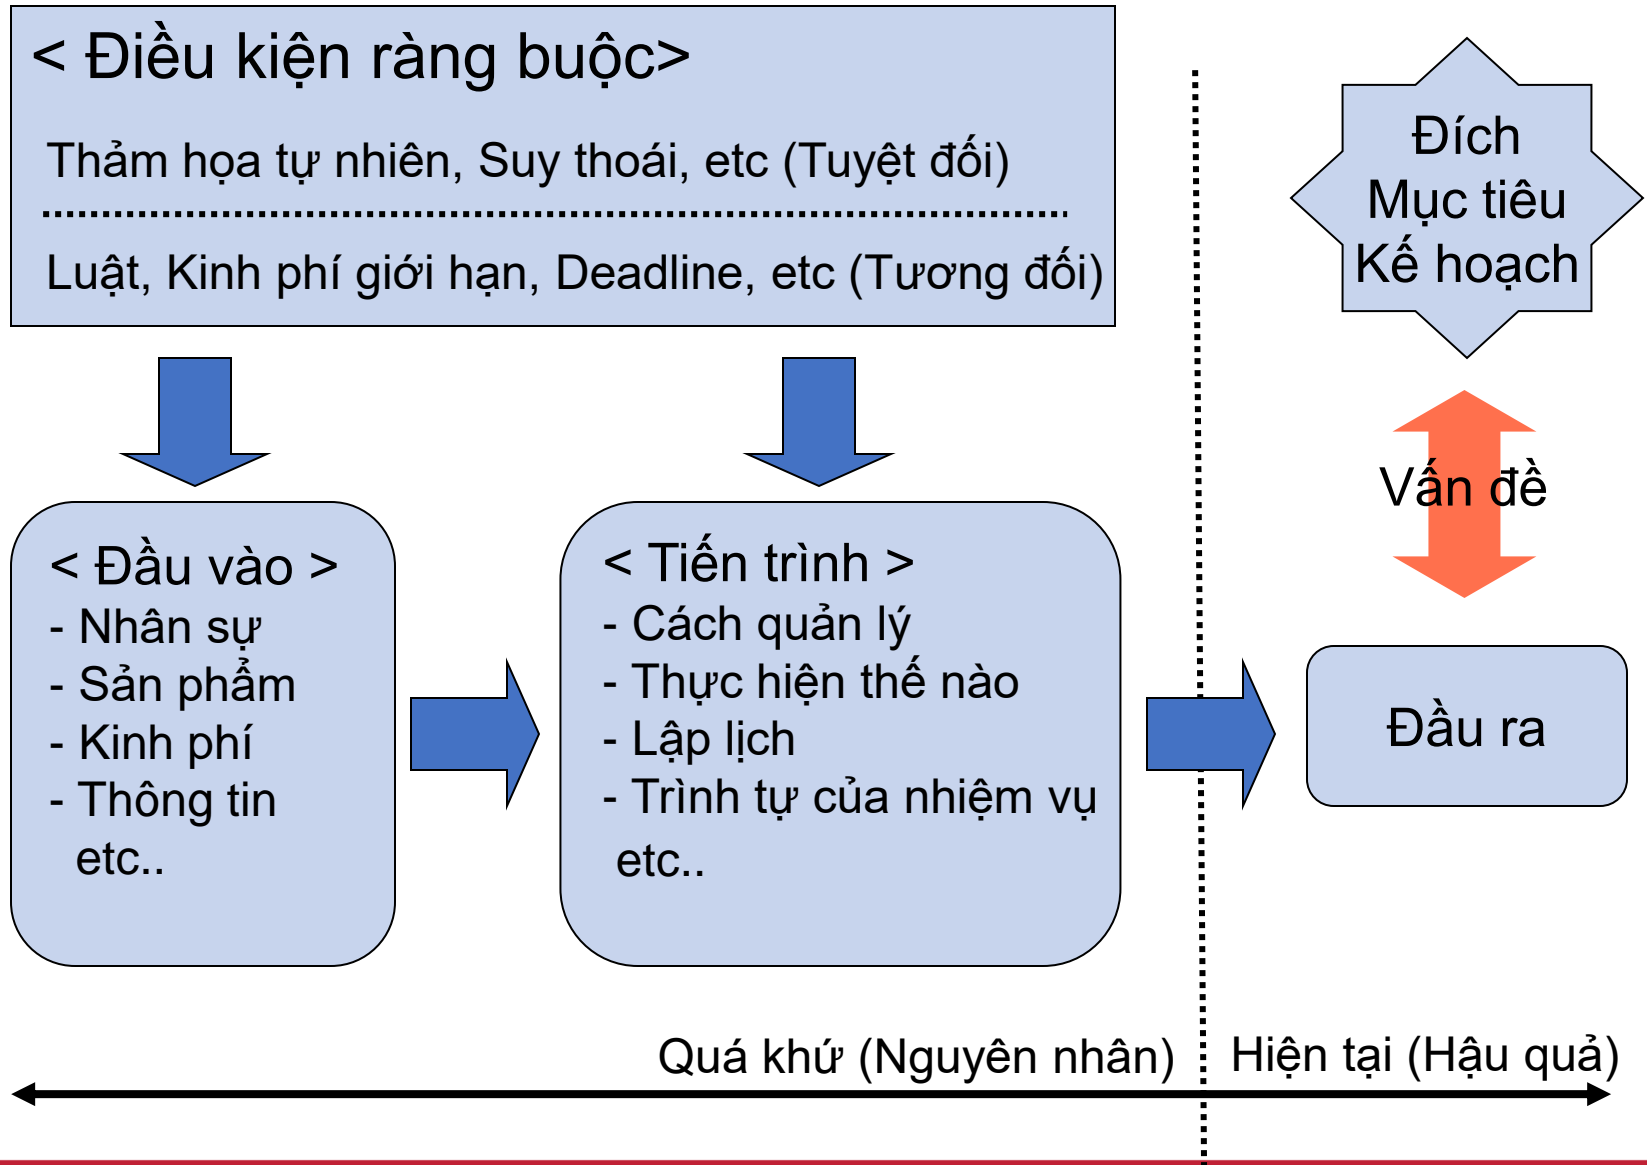 < Điều kiện ràng buộc>
Thảm họa tự nhiên, Suy thoái, etc (Tuyệt đối)
Luật, Kinh phí giới hạn, Deadline, etc (Tương đối)
Đích
Mục tiêu
Kế hoạch
Vấn đề
< Đầu vào >
- Nhân sự
- Sản phẩm
- Kinh phí
- Thông tin
etc..
< Tiến trình >
- Cách quản lý
- Thực hiện thế nào
- Lập lịch
- Trình tự của nhiệm vụ
etc..
Đầu ra
Quá khứ (Nguyên nhân)
Hiện tại (Hậu quả)